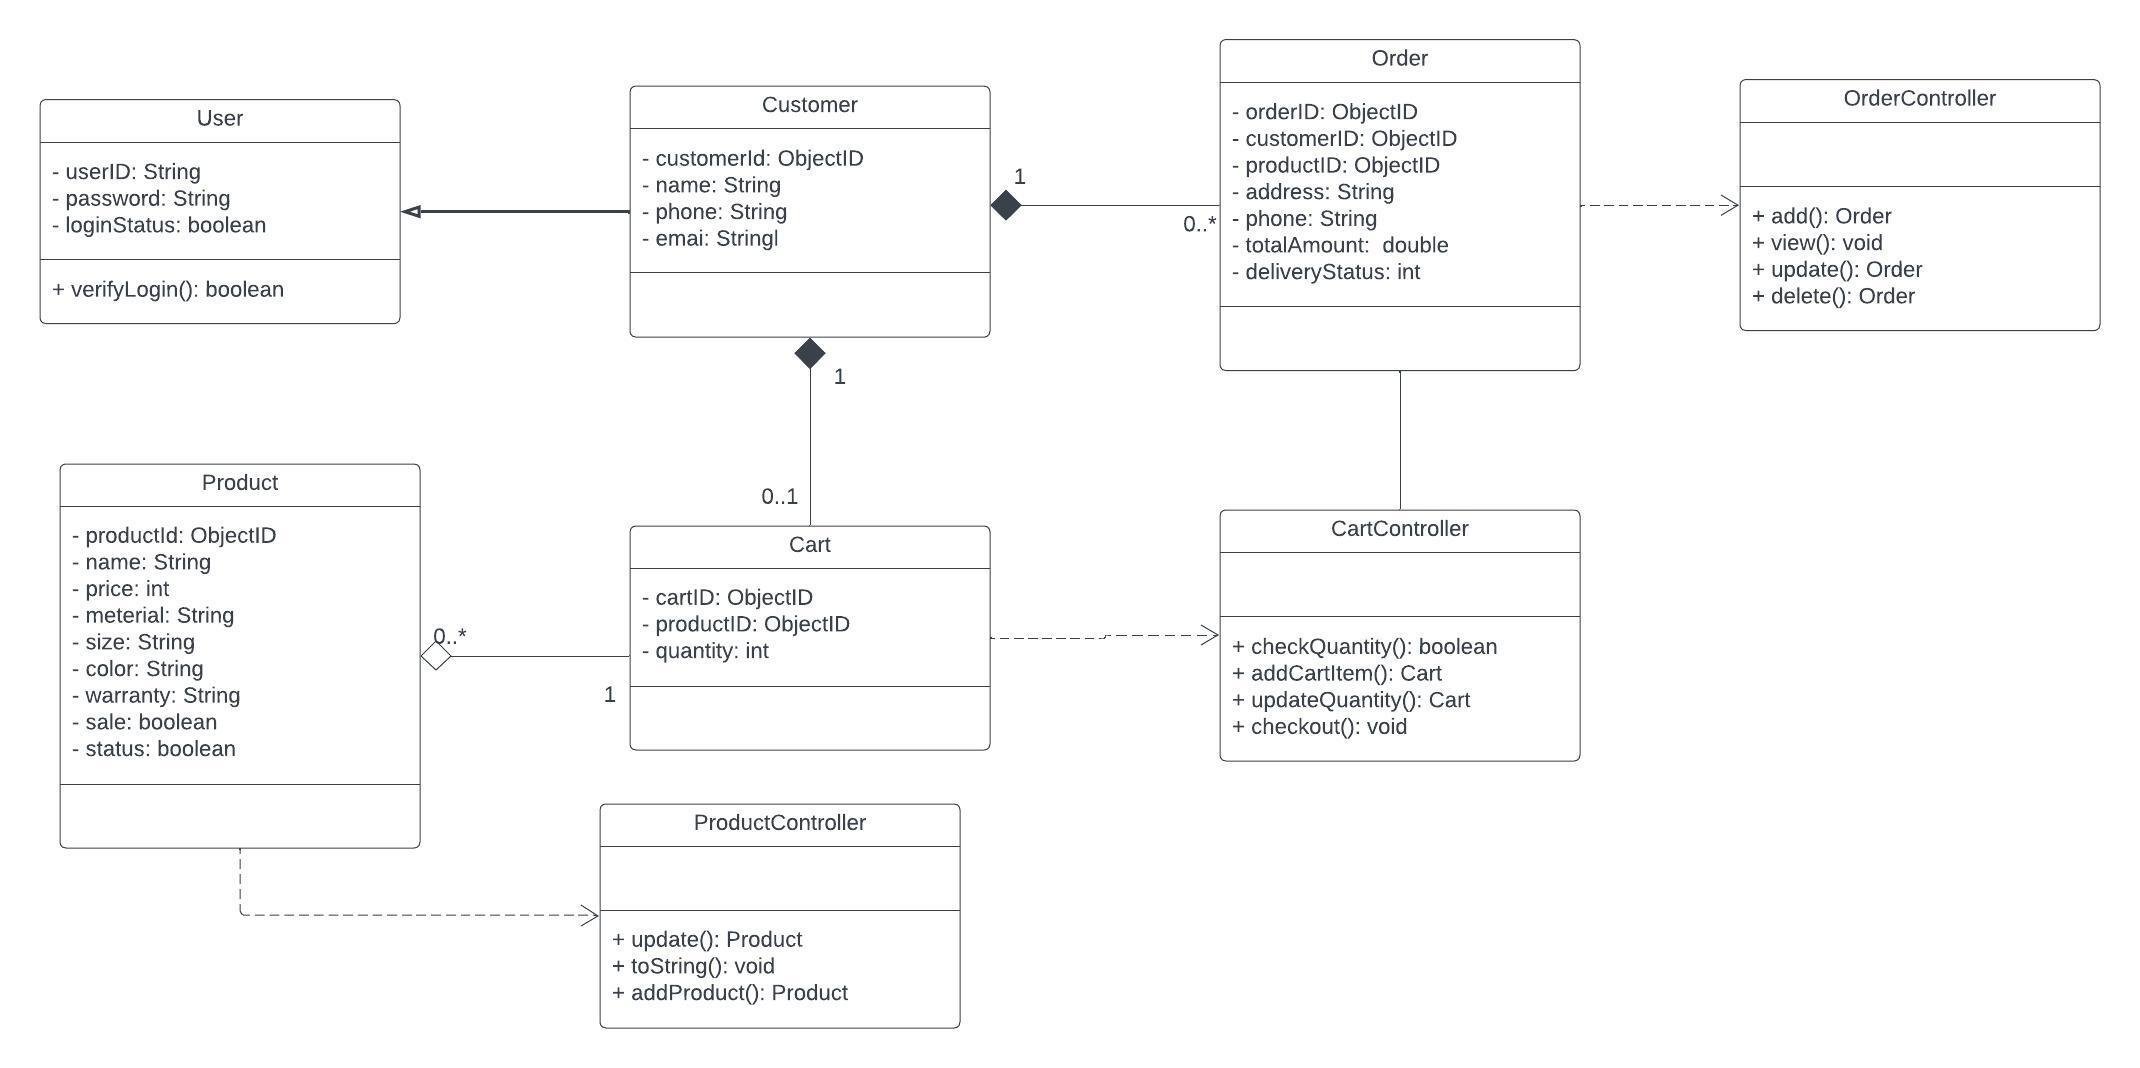 User
- userID: String
- password: String
- loginStatus: boolean
+ verifyLogin(): boolean
Customer
- customerId: ObjectID
- name: String
- phone: String
- emai: Stringl
1
0..*
Order
- orderID: ObjectID
- customerID: ObjectID
- productID: ObjectID
- address: String
- phone: String
- totalAmount:  double
- deliveryStatus: int
OrderController
+ add(): Order
+ view(): void
+ update(): Order
+ delete(): Order
1
0..1
Product
- productId: ObjectID
- name: String
- price: int
- meterial: String
- size: String
- color: String
- warranty: String
- sale: boolean
- status: boolean
0..*
1
Cart
- cartID: ObjectID
- productID: ObjectID
- quantity: int
CartController
+ checkQuantity(): boolean
+ addCartItem(): Cart
+ updateQuantity(): Cart
+ checkout(): void
ProductController
+ update(): Product
+ toString(): void
+ addProduct(): Product